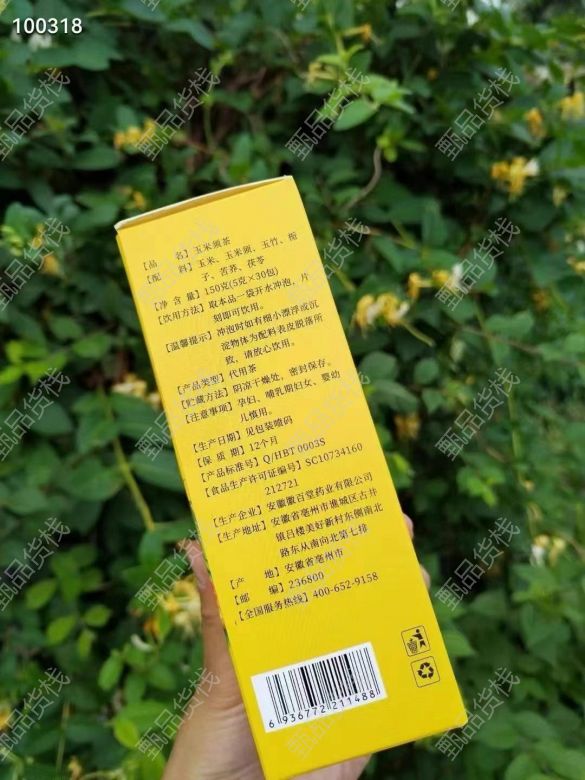 100318
【品 名】玉米须茶
【配 料】玉米、玉米须、玉竹、栀
子、苦荞、茯苓
【净 含 量】150克(5克×30包)
【饮用方法】取本品一袋开水冲泡，片
刻即可饮用。
【温馨提示】冲泡时如有细小漂浮或沉
淀物体为配料表皮脱落所
致、请放心饮用。
【产品类型】代用茶
【贮藏方法】阴凉干燥处、密封保存。
【注意事项】孕妇、哺乳期妇女、婴幼
儿慎用。
【生产日期】见包装喷码
【保 质 期】12个月
【产品标准号】Q/HBT 0003S
【食品生产许可证编号】SC10734160
212721
【生产企业】安徽徽百堂药业有限公司
【生产地址】安徽省亳州市谯城区古井
镇吕楼美好新村东侧南北
路东从南向北第七排
【产 地】安徽省亳州市
【邮 编】236800
【全国服务热线】400-652-9158
6 936772 211488
甄品货栈